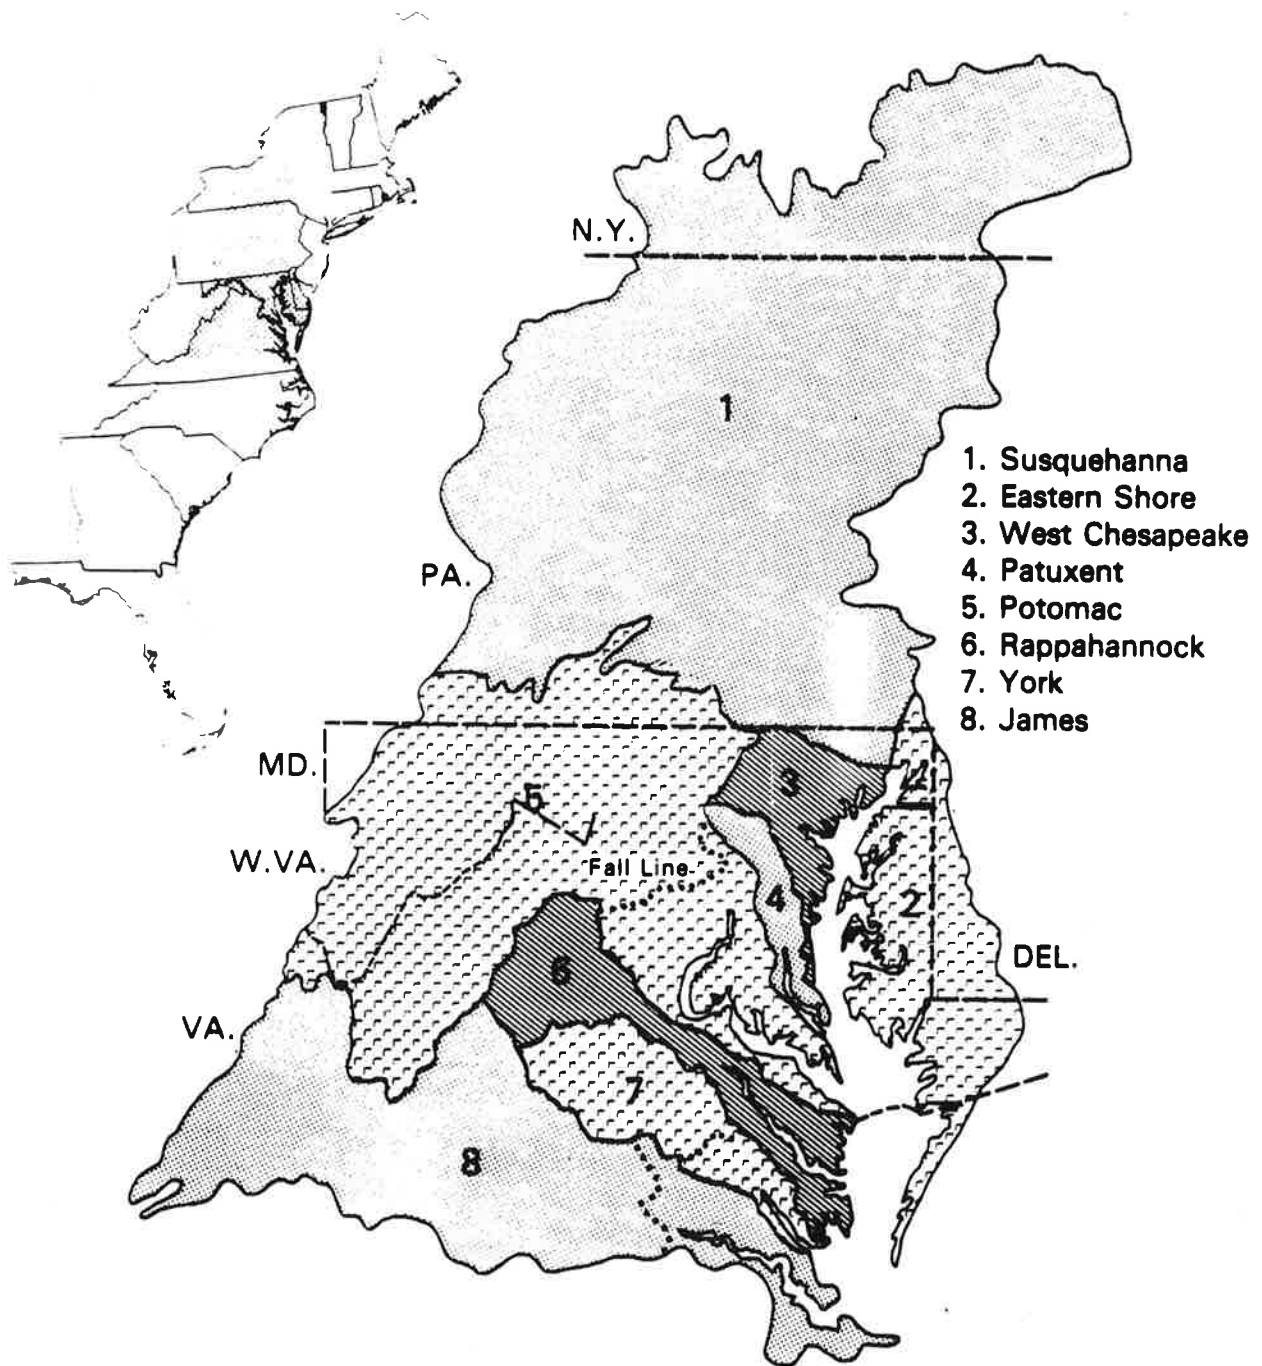 N.Y.
1
1. Susquehanna
2. Eastern Shore
3. West Chesapeake
4. Patuxent
5. Potomac
6. Rappahannock
7. York
8. James
PA.
MD.
3
5
W.VA.
Fall Line
4
2
6
DEL.
VA.
7
8